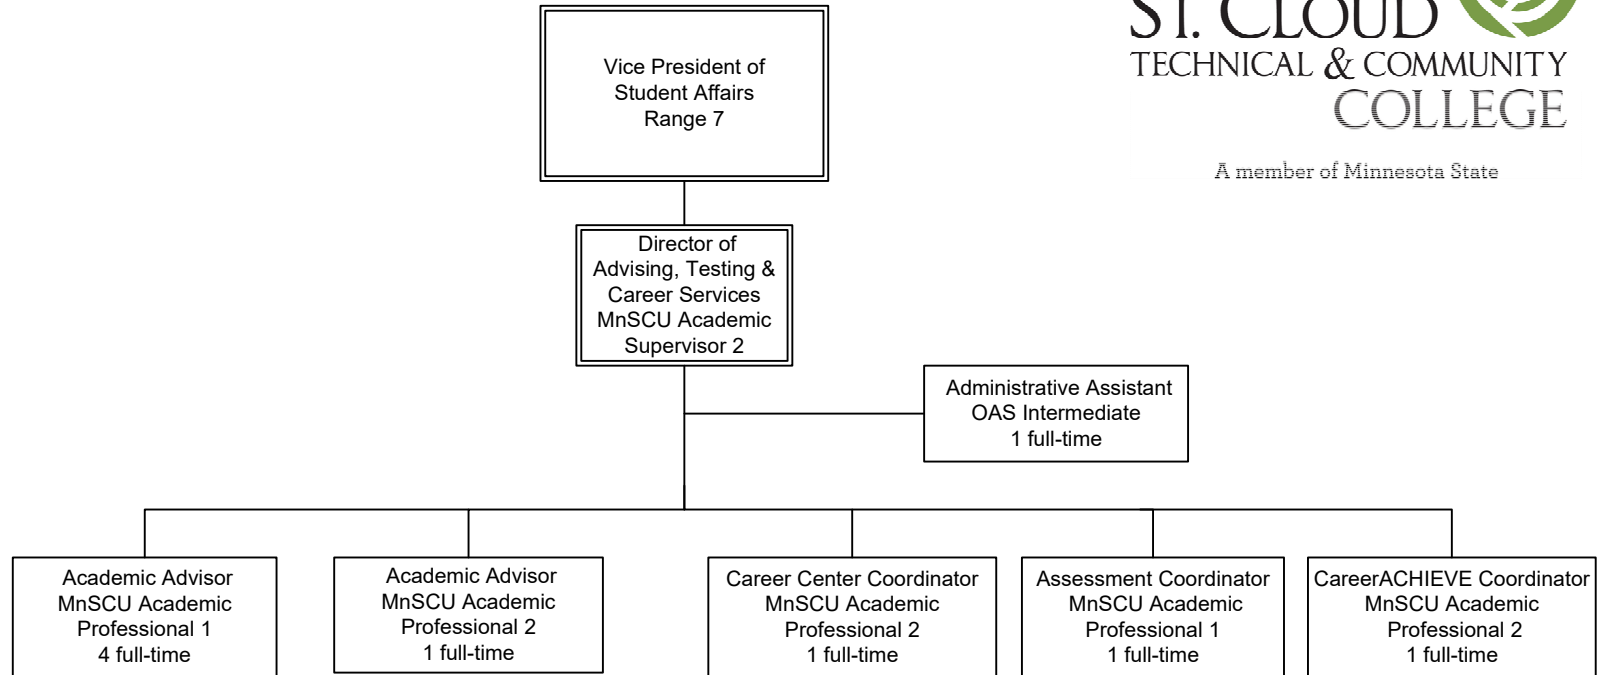 ST. CLOUD
TECHNICAL & COMMUNITY
COLLEGE
A member of Minnesota State
Vice President of
Student Affairs
Range 7
Director of
Advising, Testing &
Career Services
MnSCU Academic
Supervisor 2
Administrative Assistant
OAS Intermediate
1 full-time
Academic Advisor
MnSCU Academic
Professional 1
4 full-time
Academic Advisor
MnSCU Academic
Professional 2
1 full-time
Career Center Coordinator
MnSCU Academic
Professional 2
1 full-time
Assessment Coordinator
MnSCU Academic
Professional 1
1 full-time
CareerACHIEVE Coordinator
MnSCU Academic
Professional 2
1 full-time